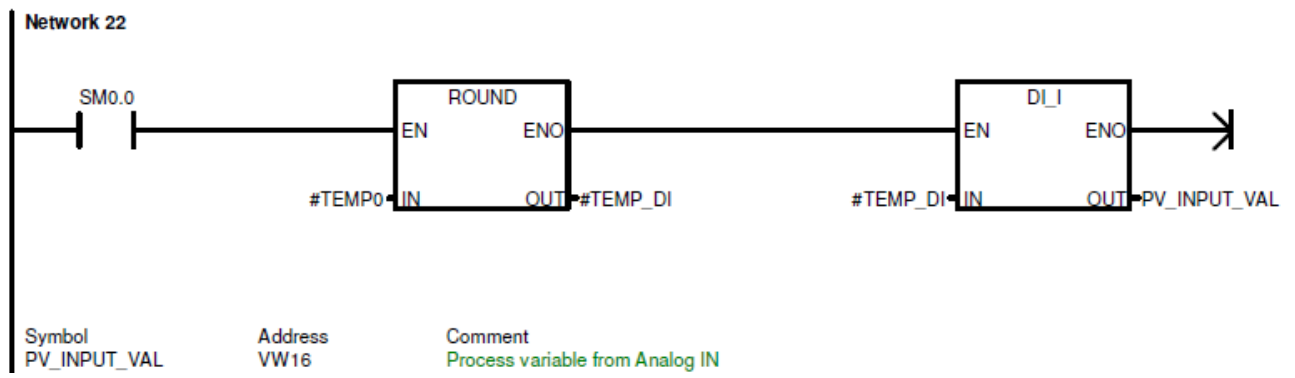 Network 22
SM0.0
ROUND
DI_I
EN ENO
EN ENO
#TEMP0 IN OUT #TEMP_DI
#TEMP_DI IN OUT PV_INPUT_VAL
Symbol Address Comment
PV_INPUT_VAL VW16 Process variable from Analog IN